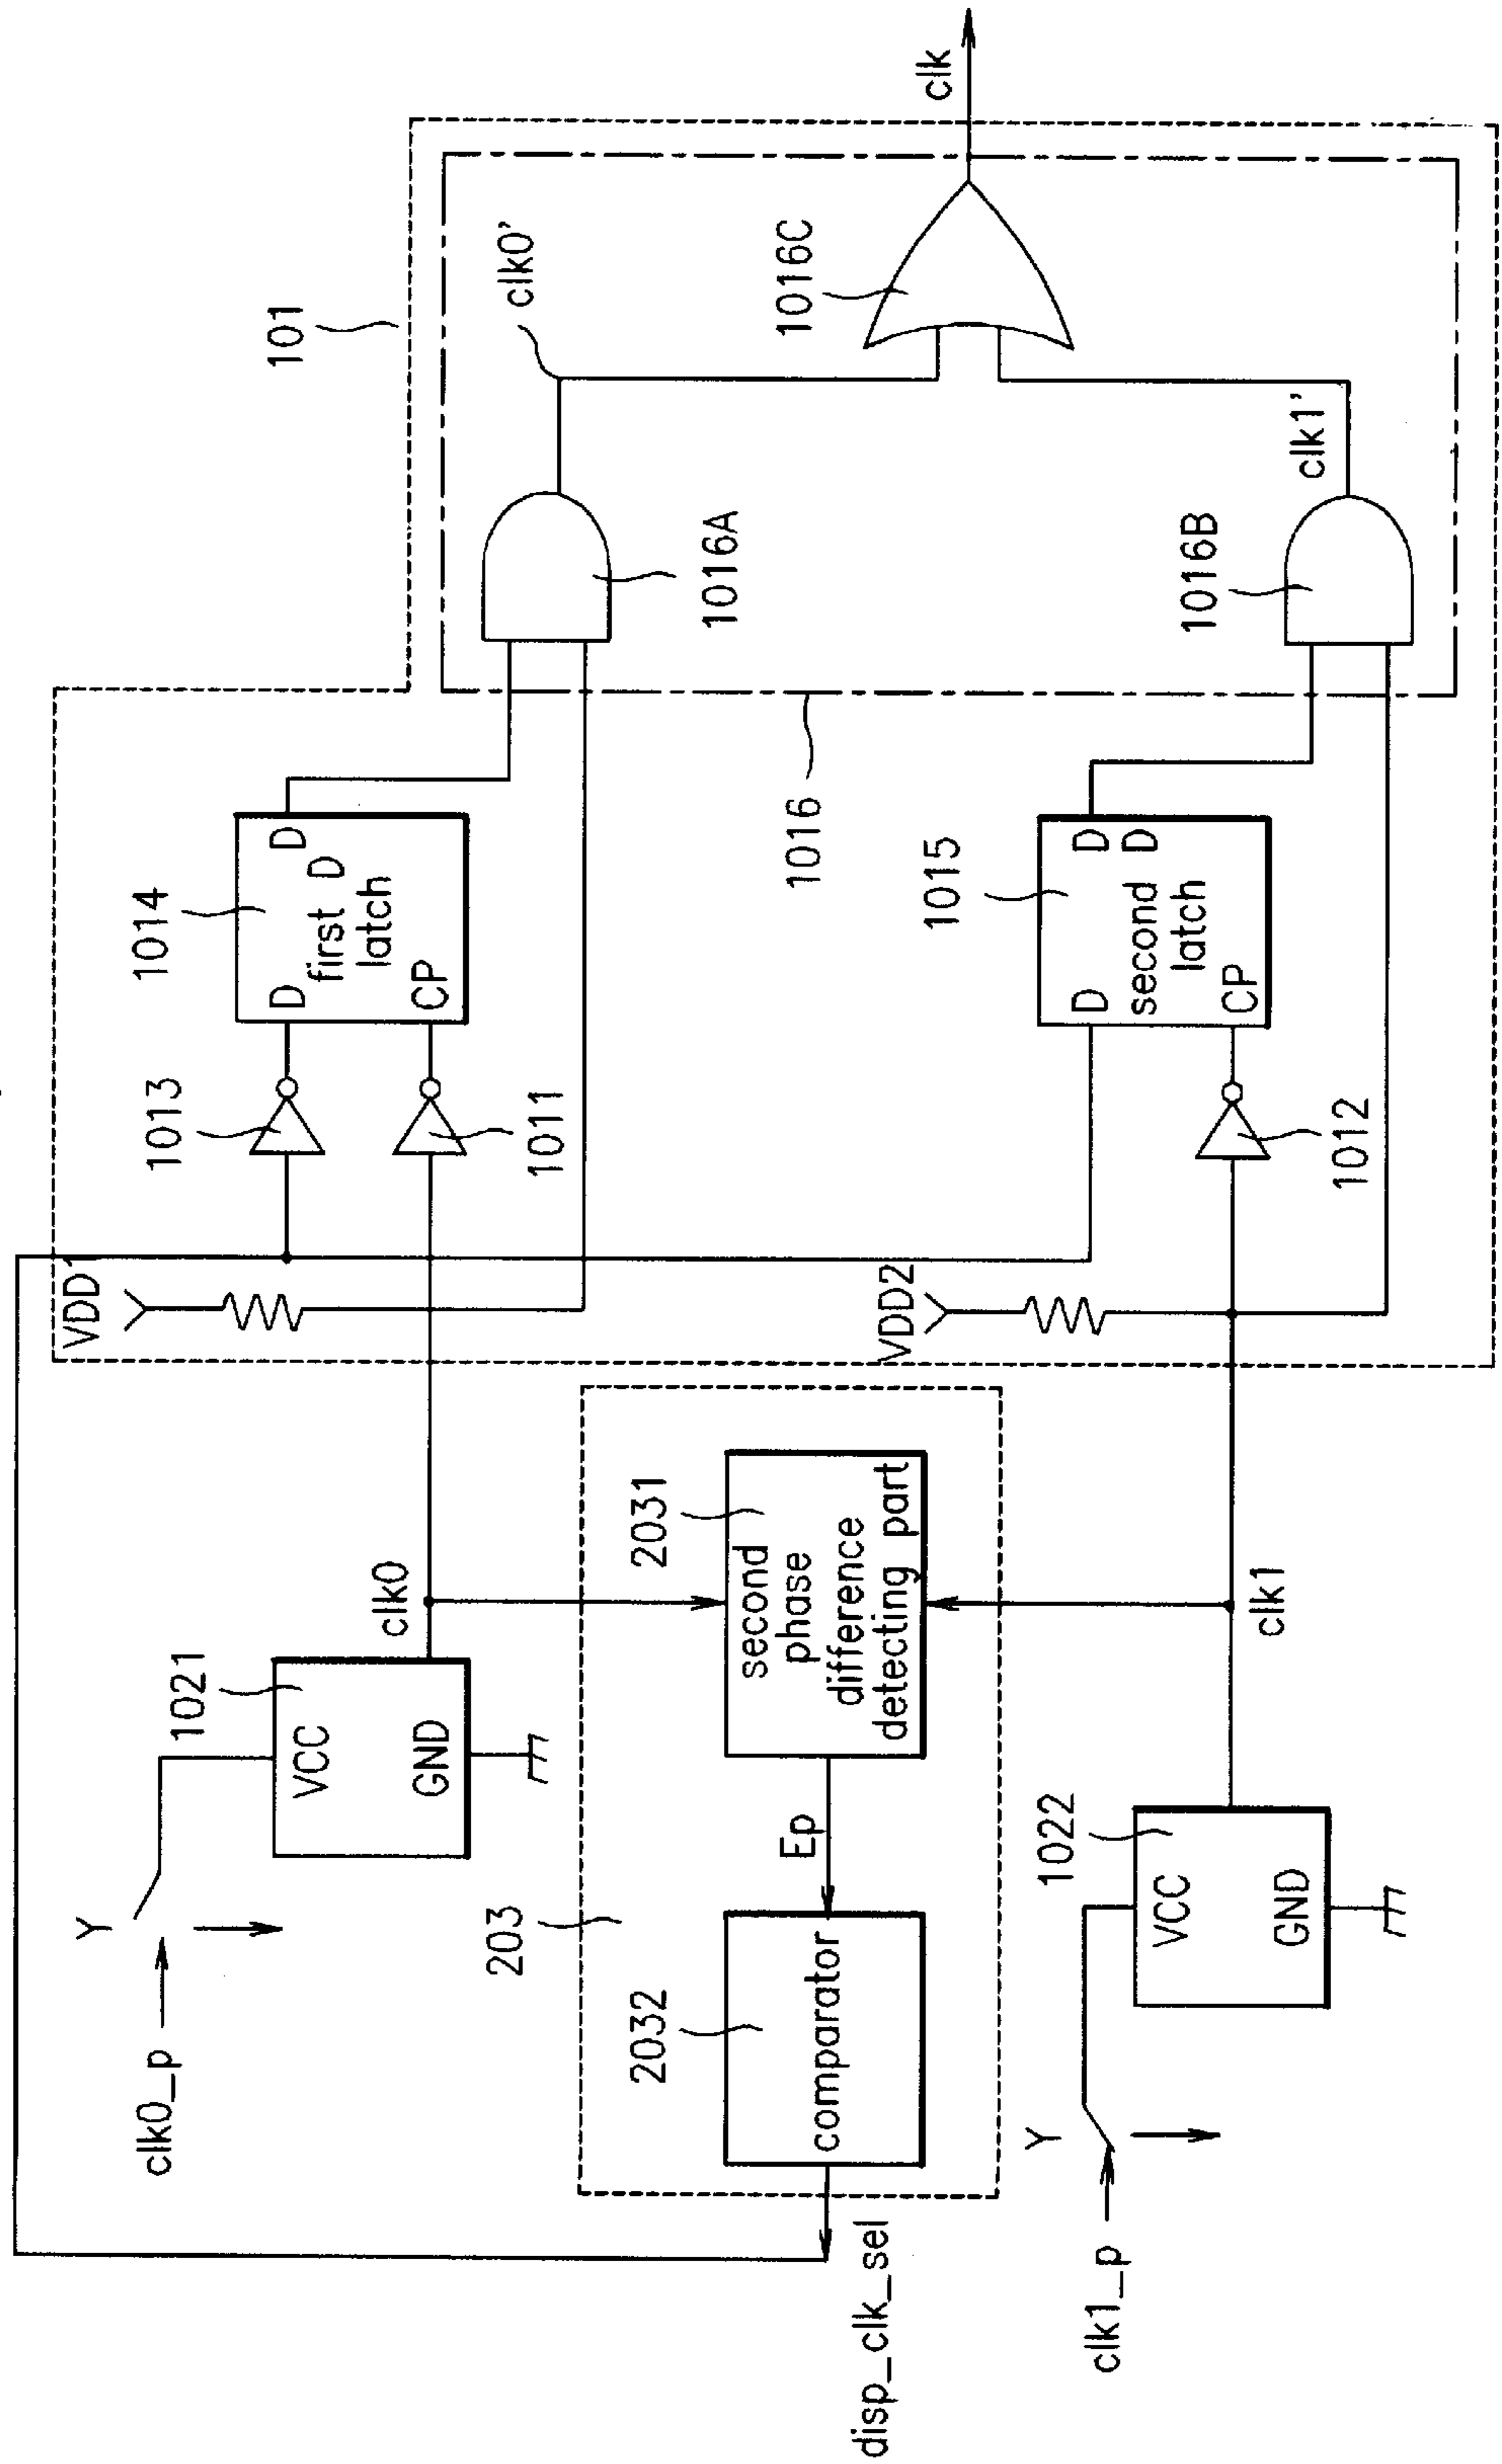 101
VDD1
1013
1014
D
D
first D
latch
CP
1011
clk0'
1016A
1016C
clk
1016
VDD2
1015
D
D
second D
latch
CP
1012
1016B
clk1'
clk0_p
Y
1021
VCC
GND
clk0
203
2032
comparator
Ep
2031
second
phase
difference
detecting part
disp_clk_sel
clk1_p
Y
1022
VCC
GND
clk1